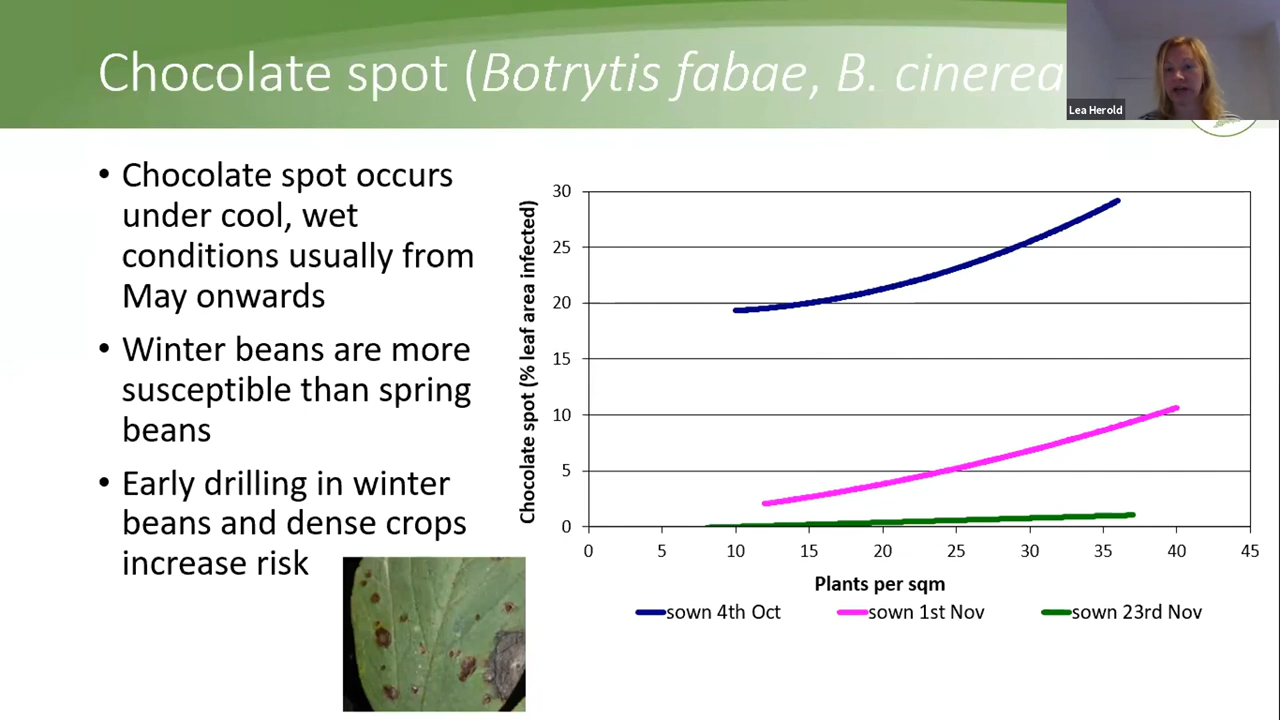 Chocolate spot (Botrytis fabae, B. cinerea
Lea Herold
• Chocolate spot occurs
under cool, wet
conditions usually from
May onwards
• Winter beans are more
susceptible than spring
beans
• Early drilling in winter
beans and dense crops
increase risk
Chocolate spot (% leaf area infected)
30
25
20
15
10
5
0
0 5 10 15 20 25 30 35 40 45
Plants per sqm
sown 4th Oct sown 1st Nov sown 23rd Nov